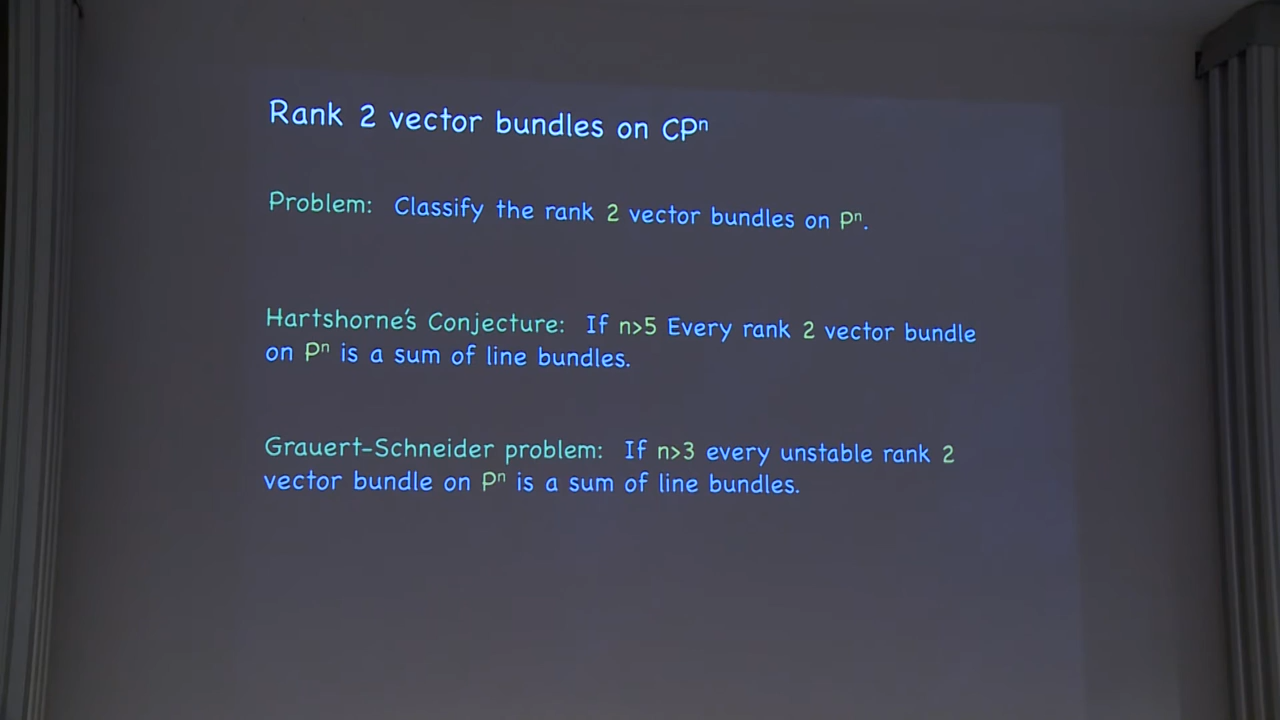 Rank 2 vector bundles on CPⁿ
Problem: Classify the rank 2 vector bundles on Pⁿ.
Hartshorne's Conjecture: If n>5 Every rank 2 vector bundle
on Pⁿ is a sum of line bundles.
Grauert-Schneider problem: If n>3 every unstable rank 2
vector bundle on Pⁿ is a sum of line bundles.